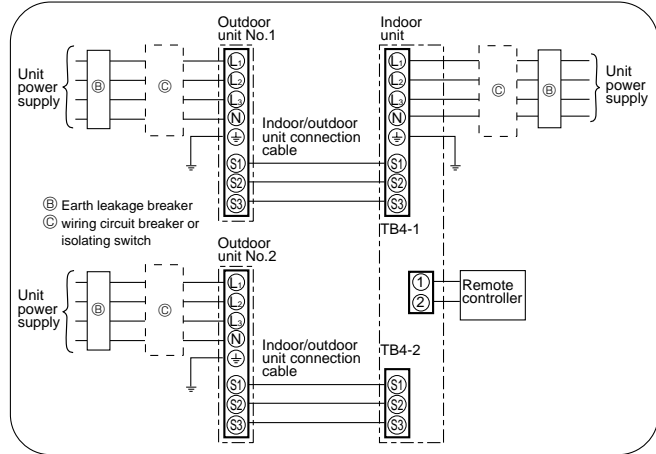 Outdoor
unit No.1
Unit
power
supply
Ⓑ
Ⓒ
L1
L2
L3
N
⏚
S1
S2
S3
Indoor/outdoor
unit connection
cable
Indoor
unit
L1
L2
L3
N
⏚
S1
S2
S3
TB4-1
Ⓒ
Ⓑ
Unit
power
supply
Ⓑ Earth leakage breaker
Ⓒ wiring circuit breaker or
isolating switch
1
2
Remote
controller
Outdoor
unit No.2
Unit
power
supply
Ⓑ
Ⓒ
L1
L2
L3
N
⏚
S1
S2
S3
Indoor/outdoor
unit connection
cable
TB4-2
S1
S2
S3